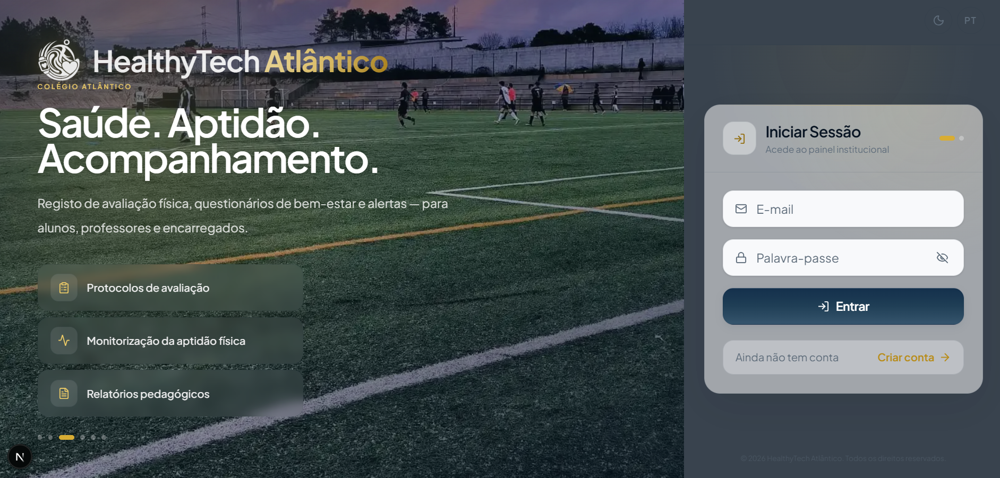 HealthyTech Atlântico
COLÉGIO ATLÂNTICO
Saúde. Aptidão.
Acompanhamento.
Registo de avaliação física, questionários de bem-estar e alertas — para
alunos, professores e encarregados.
Protocolos de avaliação
Monitorização da aptidão física
Relatórios pedagógicos
N
PT
Iniciar Sessão
Acede ao painel institucional
E-mail
Palavra-passe
Entrar
Ainda não tem conta
Criar conta
© 2026 HealthyTech Atlântico. Todos os direitos reservados.